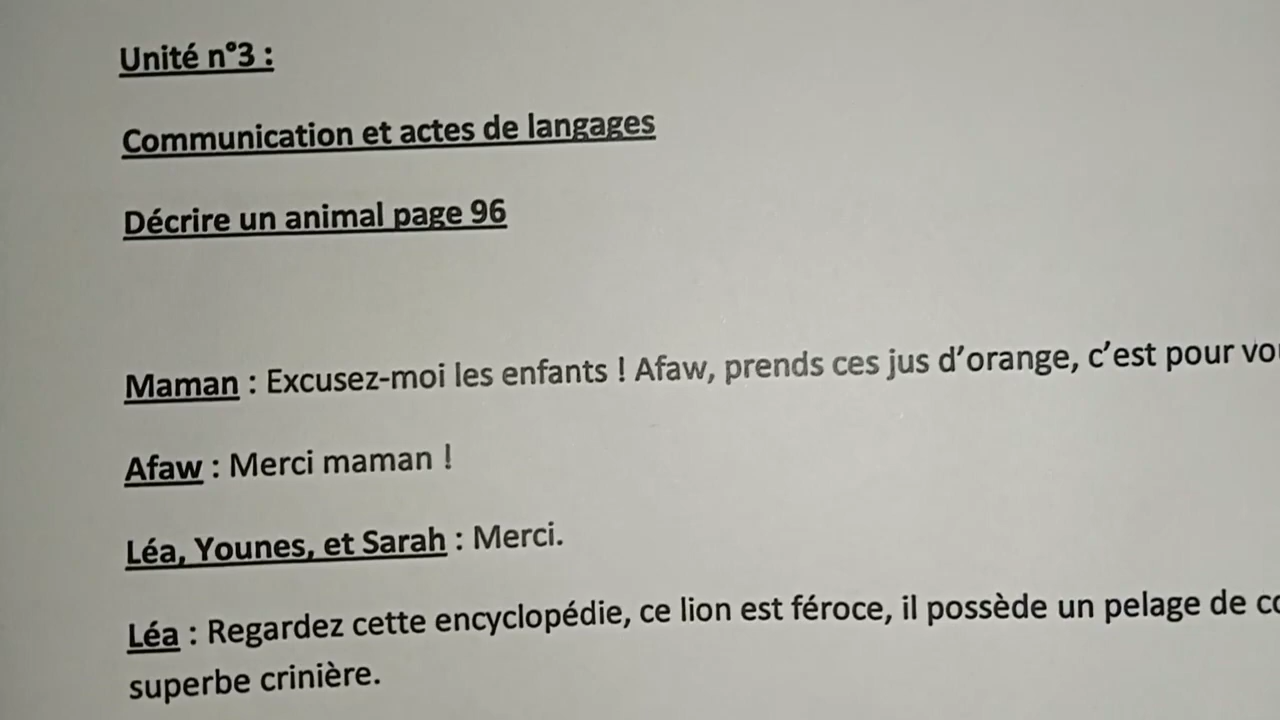 Unité n°3 :
Communication et actes de langages
Décrire un animal page 96
Maman : Excusez-moi les enfants ! Afaw, prends ces jus d’orange, c’est pour
Afaw : Merci maman !
Léa, Younes, et Sarah : Merci.
Léa : Regardez cette encyclopédie, ce lion est féroce, il possède un pelage de
superbe crinière.